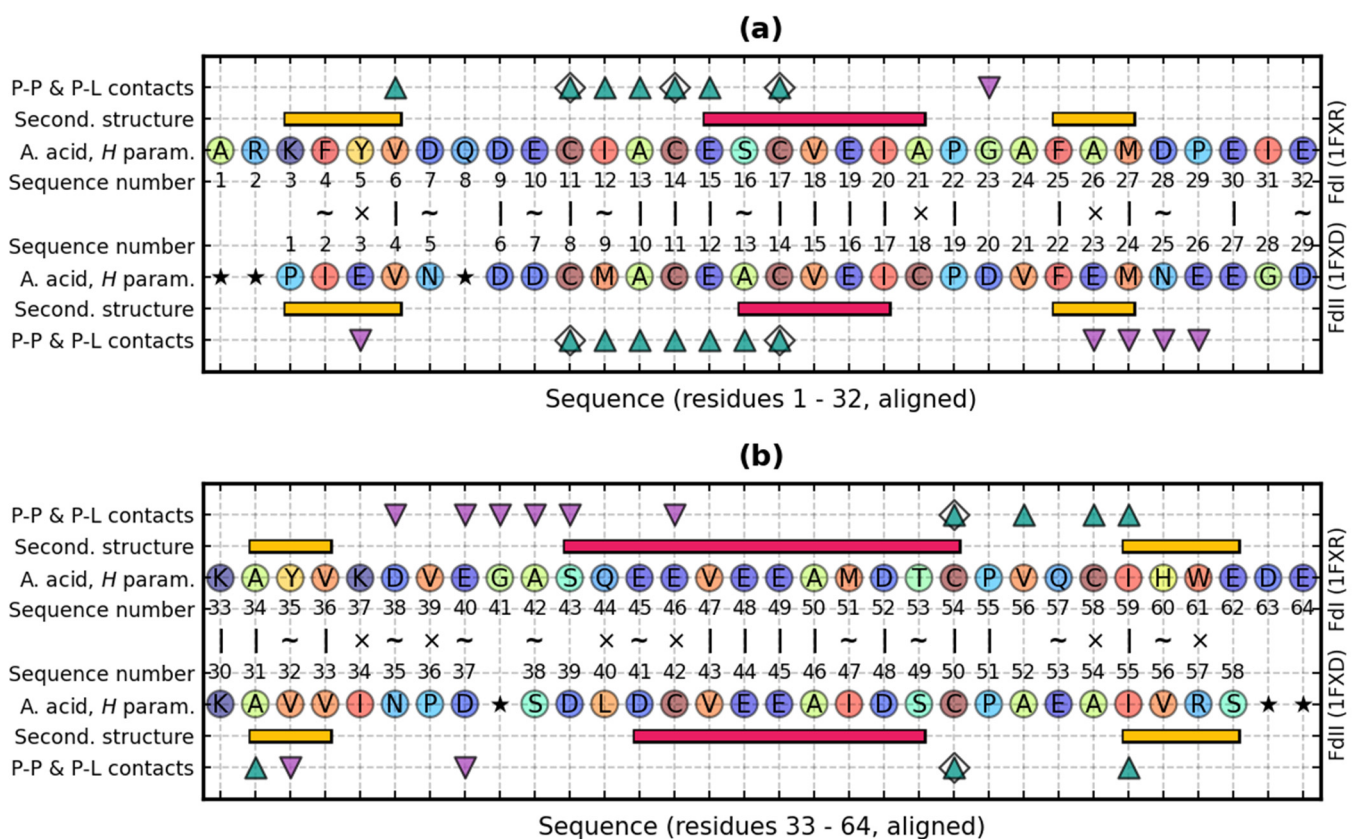 (a)
P-P & P-L contacts
Second. structure
A. acid, H param. A R K F Y V D Q D E C I A C E S C V E I A P G A F A M D P E I E
Sequence number 1 2 3 4 5 6 7 8 9 10 11 12 13 14 15 16 17 18 19 20 21 22 23 24 25 26 27 28 29 30 31 32
FdI (1FXR)
~ × | ~ | ~ | ~ | | | ~ | | | | × | | × | ~ | ~
Sequence number 1 2 3 4 5 6 7 8 9 10 11 12 13 14 15 16 17 18 19 20 21 22 23 24 25 26 27 28 29
A. acid, H param. ★ ★ P I E V N ★ D D C M A C E A C V E I C P D V F E M N E E G D
Second. structure
P-P & P-L contacts
FdII (1FXD)
Sequence (residues 1 - 32, aligned)
(b)
P-P & P-L contacts
Second. structure
A. acid, H param. K A Y V K D V E G A S Q E E V E E A M D T C P V Q C I H W E D E
Sequence number 33 34 35 36 37 38 39 40 41 42 43 44 45 46 47 48 49 50 51 52 53 54 55 56 57 58 59 60 61 62 63 64
FdI (1FXR)
| | ~ | × ~ × ~ ~ × ~ × | | | | ~ | ~ | | ~ × | ~ ×
Sequence number 30 31 32 33 34 35 36 37 38 39 40 41 42 43 44 45 46 47 48 49 50 51 52 53 54 55 56 57 58
A. acid, H param. K A V V I N P D ★ S D L D C V E E A I D S C P A E A I V R S ★ ★
Second. structure
P-P & P-L contacts
FdII (1FXD)
Sequence (residues 33 - 64, aligned)